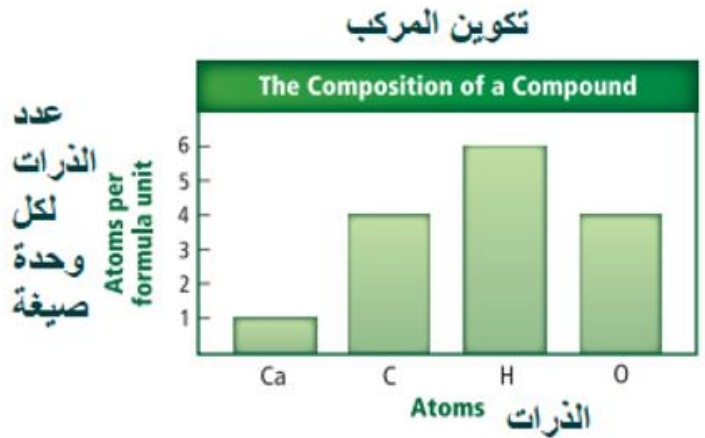 تكوين المركب
The Composition of a Compound
عدد
الذرات
لكل
وحدة
صيغة
Atoms per
formula unit
6
5
4
3
2
1
Ca C H O
Atoms الذرات